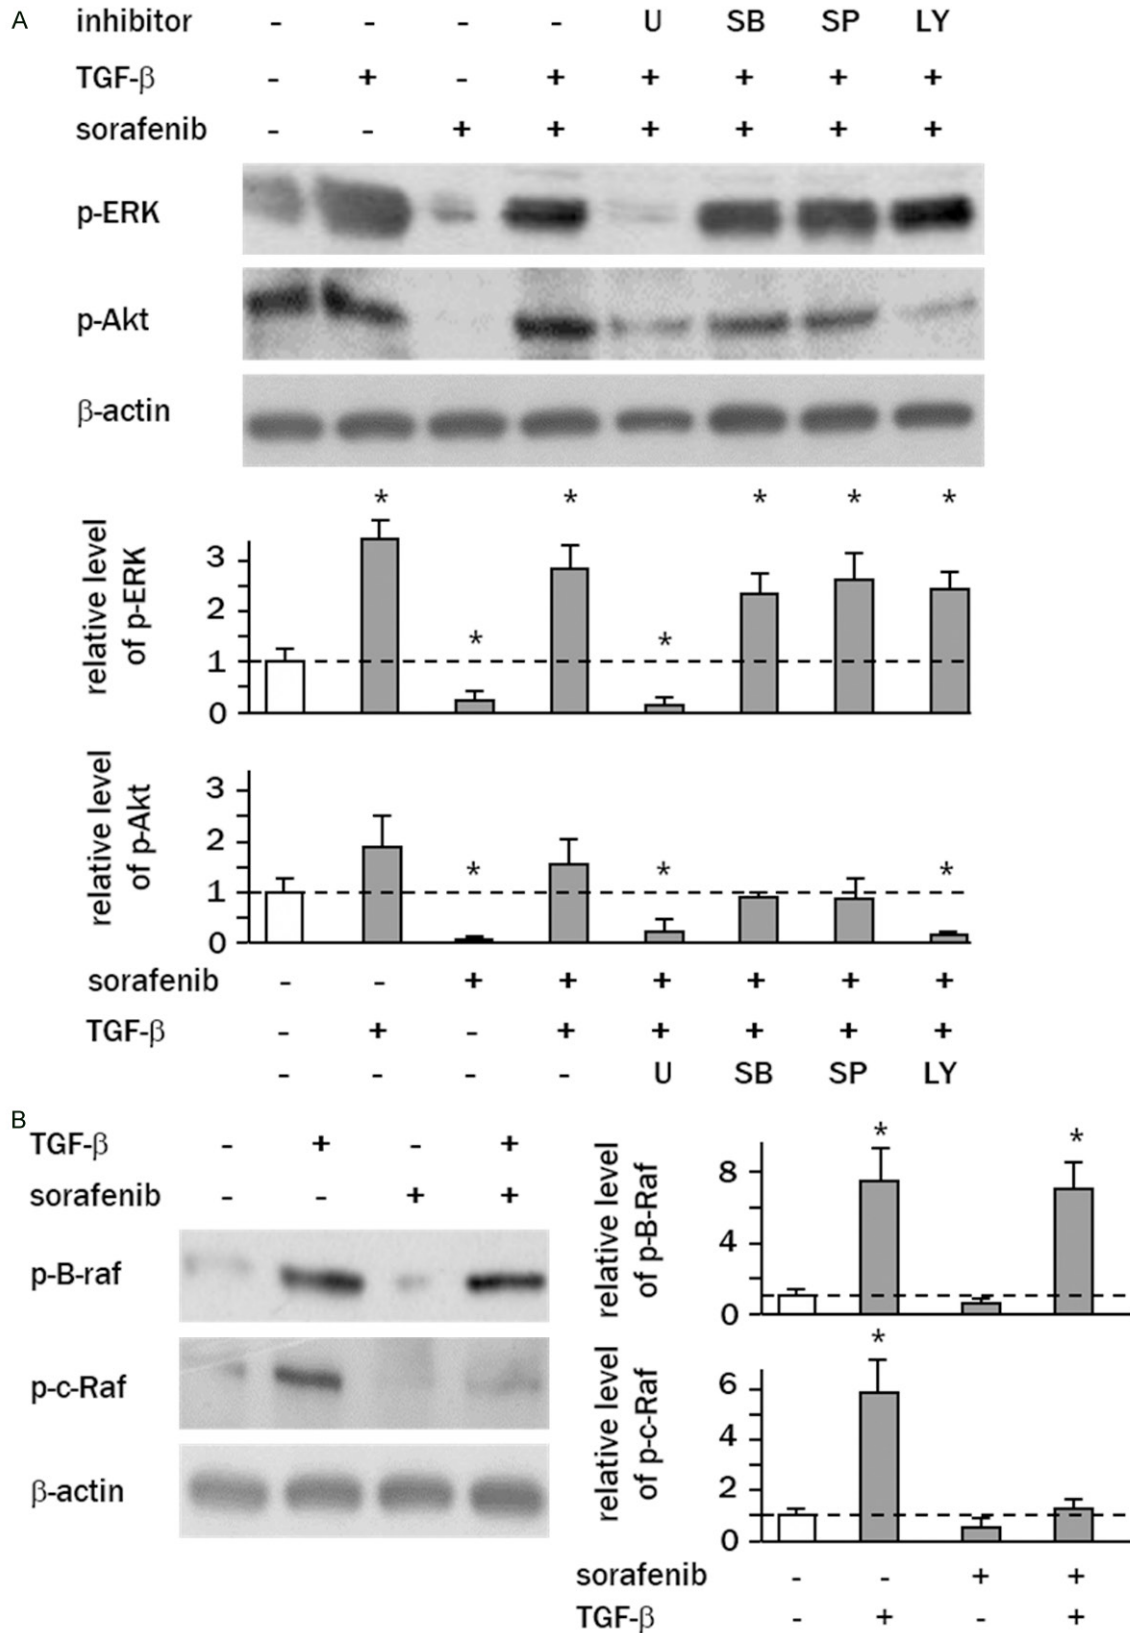 A
inhibitor - - - - U SB SP LY
TGF-β - + - + + + + +
sorafenib - - + + + + + +
p-ERK
p-Akt
β-actin
* * * * *
* *
relative level
of p-ERK
3
2
1
0
relative level
of p-Akt
3
2
1
0
* * *
sorafenib - - + + + + + +
TGF-β - + - + + + + +
- - - - U SB SP LY
B
TGF-β - + - +
sorafenib - - + +
p-B-raf
p-c-Raf
β-actin
relative level
of p-B-Raf
8
4
0
* *
relative level
of p-c-Raf
6
4
2
0
*
sorafenib - - + +
TGF-β - + - +